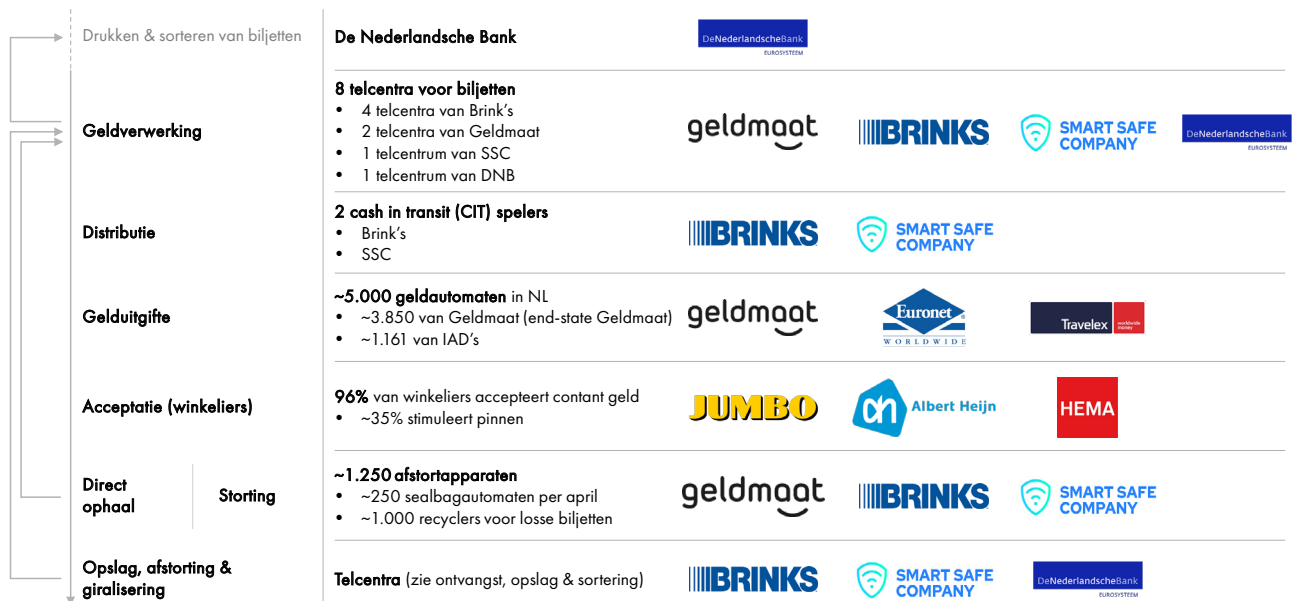 Drukken & sorteren van biljetten
De Nederlandsche Bank
DeNederlandscheBank
EUROSYSTEEM
Geldverwerking
8 telcentra voor biljetten
• 4 telcentra van Brink's
• 2 telcentra van Geldmaat
• 1 telcentrum van SSC
• 1 telcentrum van DNB
geldmaat
BRINKS
SMART SAFE
COMPANY
DeNederlandscheBank
EUROSYSTEEM
Distributie
2 cash in transit (CIT) spelers
• Brink's
• SSC
BRINKS
SMART SAFE
COMPANY
Gelduitgifte
~5.000 geldautomaten in NL
• ~3.850 van Geldmaat (end-state Geldmaat)
• ~1.161 van IAD's
geldmaat
Euronet
WORLDWIDE
Travelex
worldwide
money
Acceptatie (winkeliers)
96% van winkeliers accepteert contant geld
• ~35% stimuleert pinnen
JUMBO
ah
Albert Heijn
HEMA
Direct
ophaal
Storting
~1.250 afstortapparaten
• ~250 sealbagautomaten per april
• ~1.000 recyclers voor losse biljetten
geldmaat
BRINKS
SMART SAFE
COMPANY
Opslag, afstorting &
giralisering
Telcentra (zie ontvangst, opslag & sortering)
BRINKS
SMART SAFE
COMPANY
DeNederlandscheBank
EUROSYSTEEM